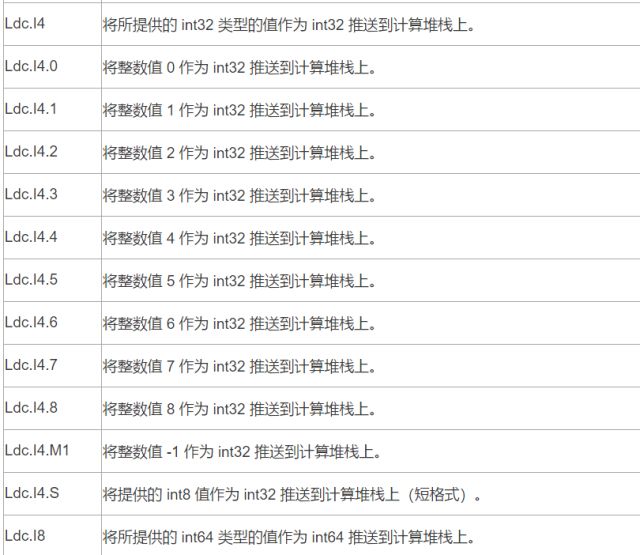 Ldc.I4 将所提供的 int32 类型的值作为 int32 推送到计算堆栈上。
Ldc.I4.0 将整数值 0 作为 int32 推送到计算堆栈上。
Ldc.I4.1 将整数值 1 作为 int32 推送到计算堆栈上。
Ldc.I4.2 将整数值 2 作为 int32 推送到计算堆栈上。
Ldc.I4.3 将整数值 3 作为 int32 推送到计算堆栈上。
Ldc.I4.4 将整数值 4 作为 int32 推送到计算堆栈上。
Ldc.I4.5 将整数值 5 作为 int32 推送到计算堆栈上。
Ldc.I4.6 将整数值 6 作为 int32 推送到计算堆栈上。
Ldc.I4.7 将整数值 7 作为 int32 推送到计算堆栈上。
Ldc.I4.8 将整数值 8 作为 int32 推送到计算堆栈上。
Ldc.I4.M1 将整数值 -1 作为 int32 推送到计算堆栈上。
Ldc.I4.S 将提供的 int8 值作为 int32 推送到计算堆栈上（短格式）。
Ldc.I8 将所提供的 int64 类型的值作为 int64 推送到计算堆栈上。